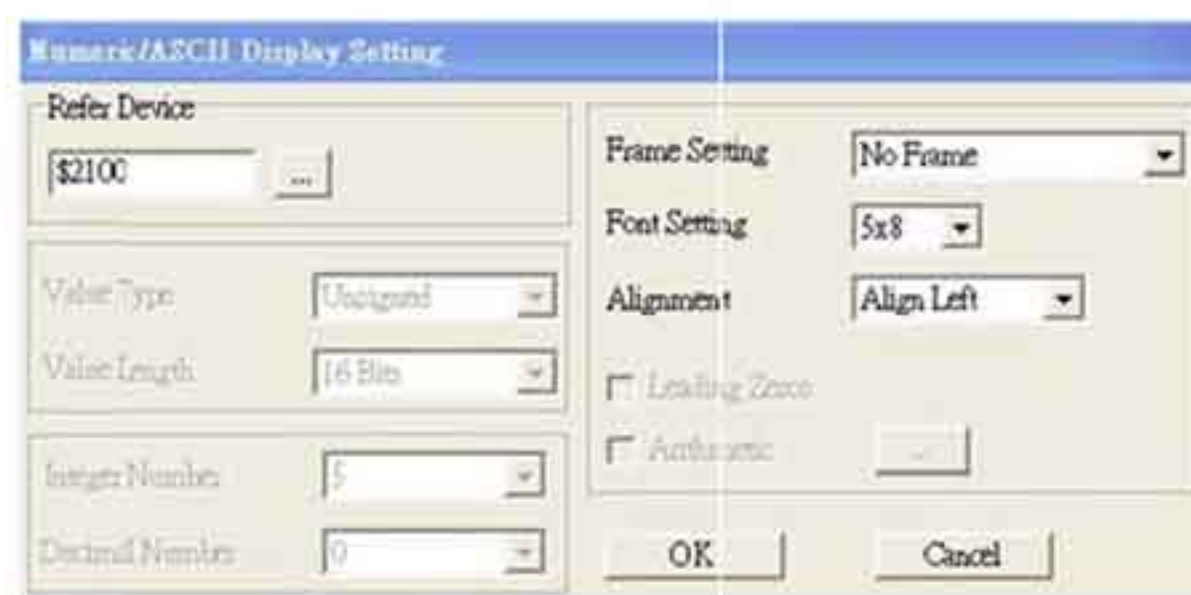 Numeric/ASCII Display Setting
Refer Device
$2100
...
Value Type
Unsigned
Value Length
16 Bits
Integer Number
5
Decimal Number
0
Frame Setting
No Frame
Font Setting
5x8
Alignment
Align Left
Leading Zeros
Arithmetic
...
OK
Cancel